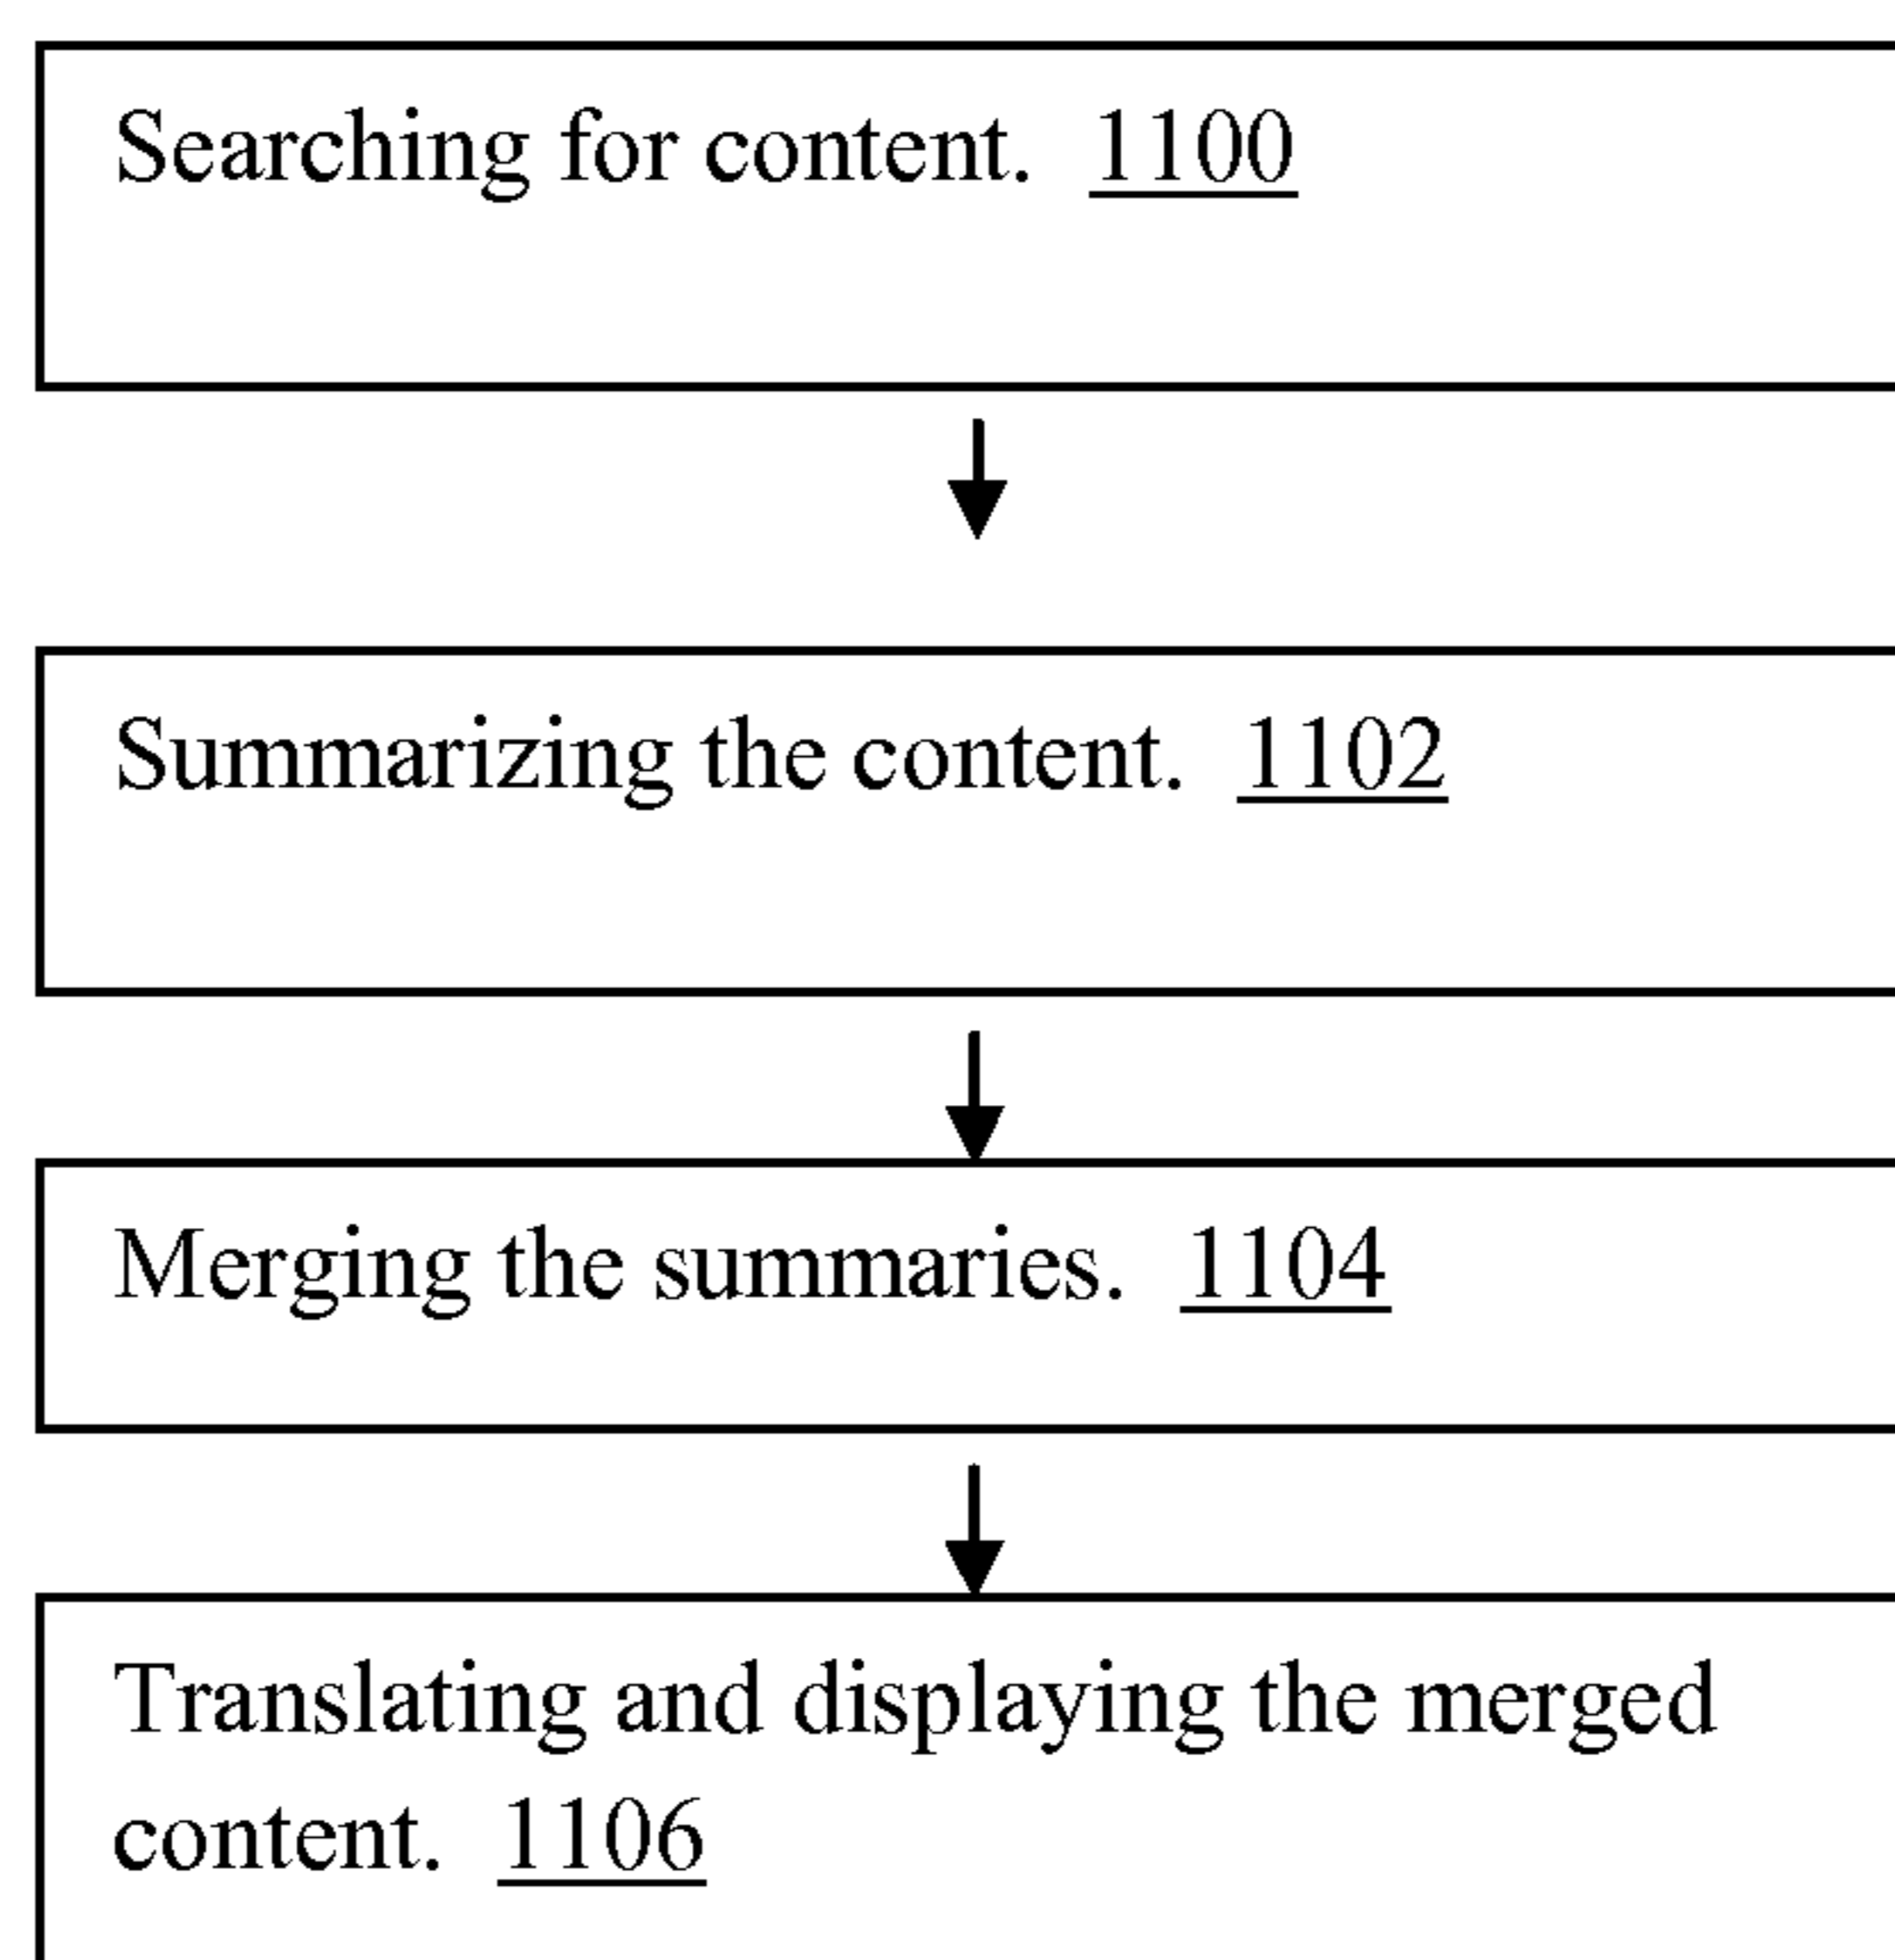 Searching for content. 1100
Summarizing the content. 1102
Merging the summaries. 1104
Translating and displaying the merged
content. 1106